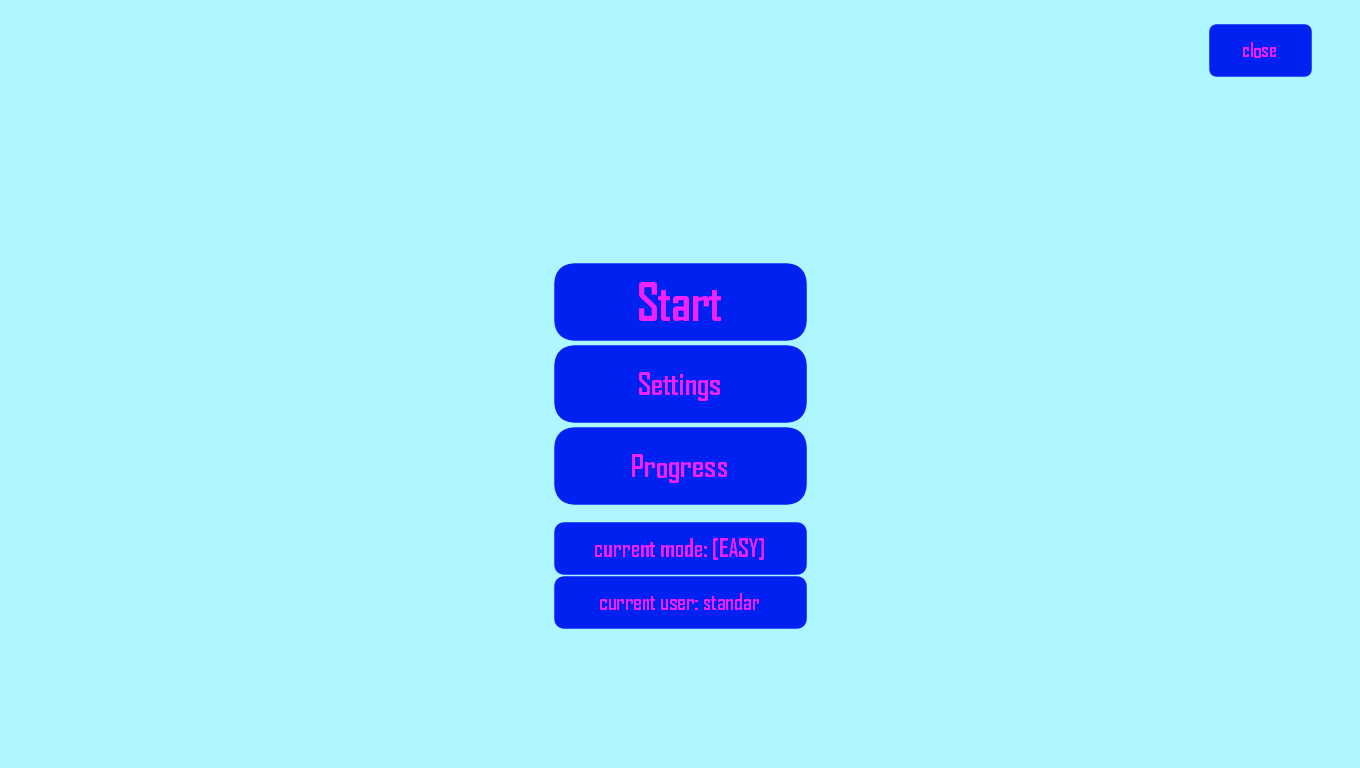 close
Start
Settings
Progress
current mode: [EASY]
current user: standar